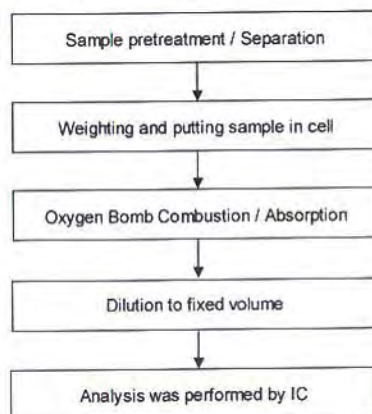 Sample pretreatment / Separation
Weighting and putting sample in cell
Oxygen Bomb Combustion / Absorption
Dilution to fixed volume
Analysis was performed by IC